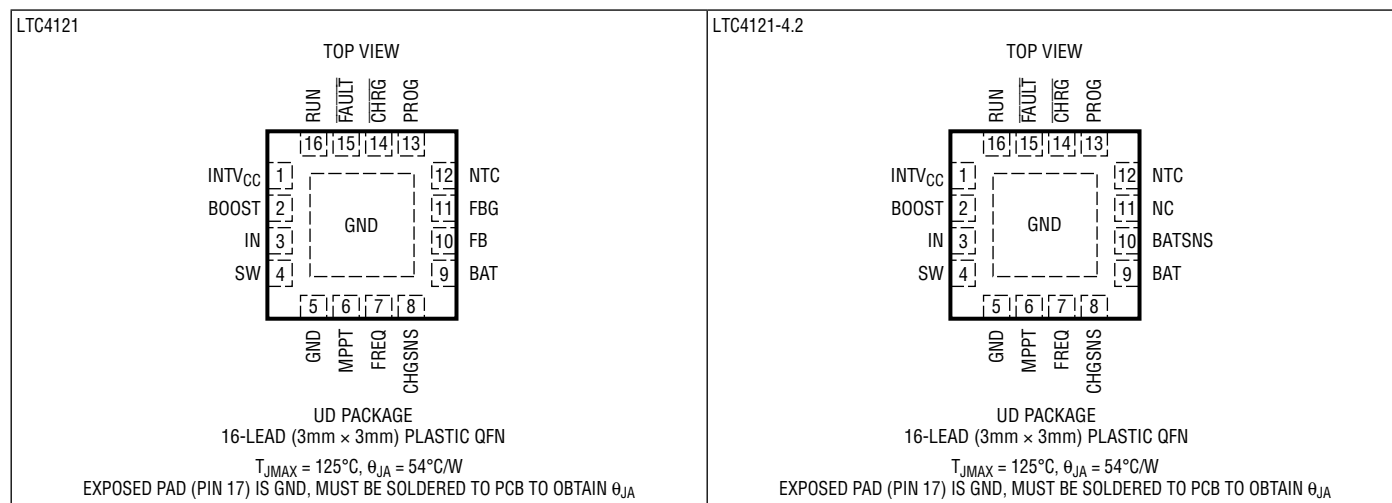 LTC4121
TOP VIEW
RUN
FAULT
CHRG
PROG
16 15 14 13
INTVCC 1
BOOST 2
IN 3
SW 4
GND
12 NTC
11 FBG
10 FB
9 BAT
5 6 7 8
GND
MPPT
FREQ
CHGSNS
UD PACKAGE
16-LEAD (3mm × 3mm) PLASTIC QFN
TJMAX = 125°C, θJA = 54°C/W
EXPOSED PAD (PIN 17) IS GND, MUST BE SOLDERED TO PCB TO OBTAIN θJA
LTC4121-4.2
TOP VIEW
RUN
FAULT
CHRG
PROG
16 15 14 13
INTVCC 1
BOOST 2
IN 3
SW 4
GND
12 NTC
11 NC
10 BATSNS
9 BAT
5 6 7 8
GND
MPPT
FREQ
CHGSNS
UD PACKAGE
16-LEAD (3mm × 3mm) PLASTIC QFN
TJMAX = 125°C, θJA = 54°C/W
EXPOSED PAD (PIN 17) IS GND, MUST BE SOLDERED TO PCB TO OBTAIN θJA